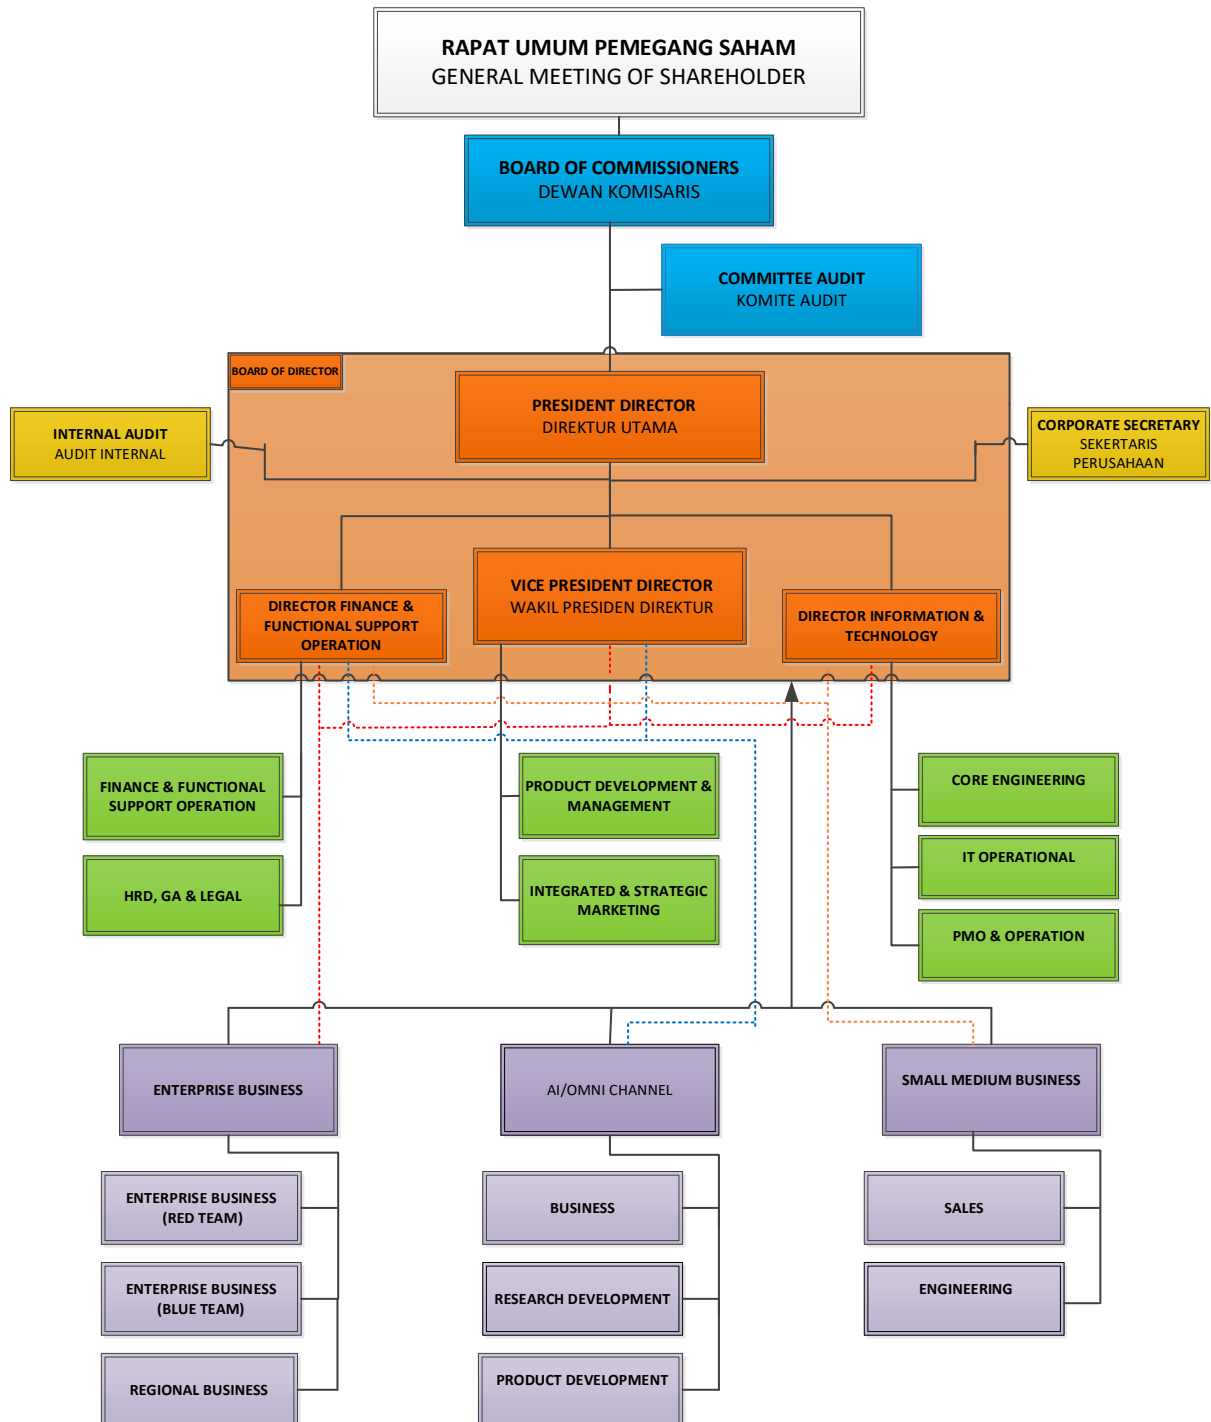 RAPAT UMUM PEMEGANG SAHAM
GENERAL MEETING OF SHAREHOLDER
BOARD OF COMMISSIONERS
DEWAN KOMISARIS
COMMITTEE AUDIT
KOMITE AUDIT
BOARD OF DIRECTOR
PRESIDENT DIRECTOR
DIREKTUR UTAMA
INTERNAL AUDIT
AUDIT INTERNAL
CORPORATE SECRETARY
SEKERTARIS
PERUSAHAAN
DIRECTOR FINANCE &
FUNCTIONAL SUPPORT
OPERATION
VICE PRESIDENT DIRECTOR
WAKIL PRESIDEN DIREKTUR
DIRECTOR INFORMATION &
TECHNOLOGY
FINANCE & FUNCTIONAL
SUPPORT OPERATION
HRD, GA & LEGAL
PRODUCT DEVELOPMENT &
MANAGEMENT
INTEGRATED & STRATEGIC
MARKETING
CORE ENGINEERING
IT OPERATIONAL
PMO & OPERATION
ENTERPRISE BUSINESS
AI/OMNI CHANNEL
SMALL MEDIUM BUSINESS
ENTERPRISE BUSINESS
(RED TEAM)
ENTERPRISE BUSINESS
(BLUE TEAM)
REGIONAL BUSINESS
BUSINESS
RESEARCH DEVELOPMENT
PRODUCT DEVELOPMENT
SALES
ENGINEERING